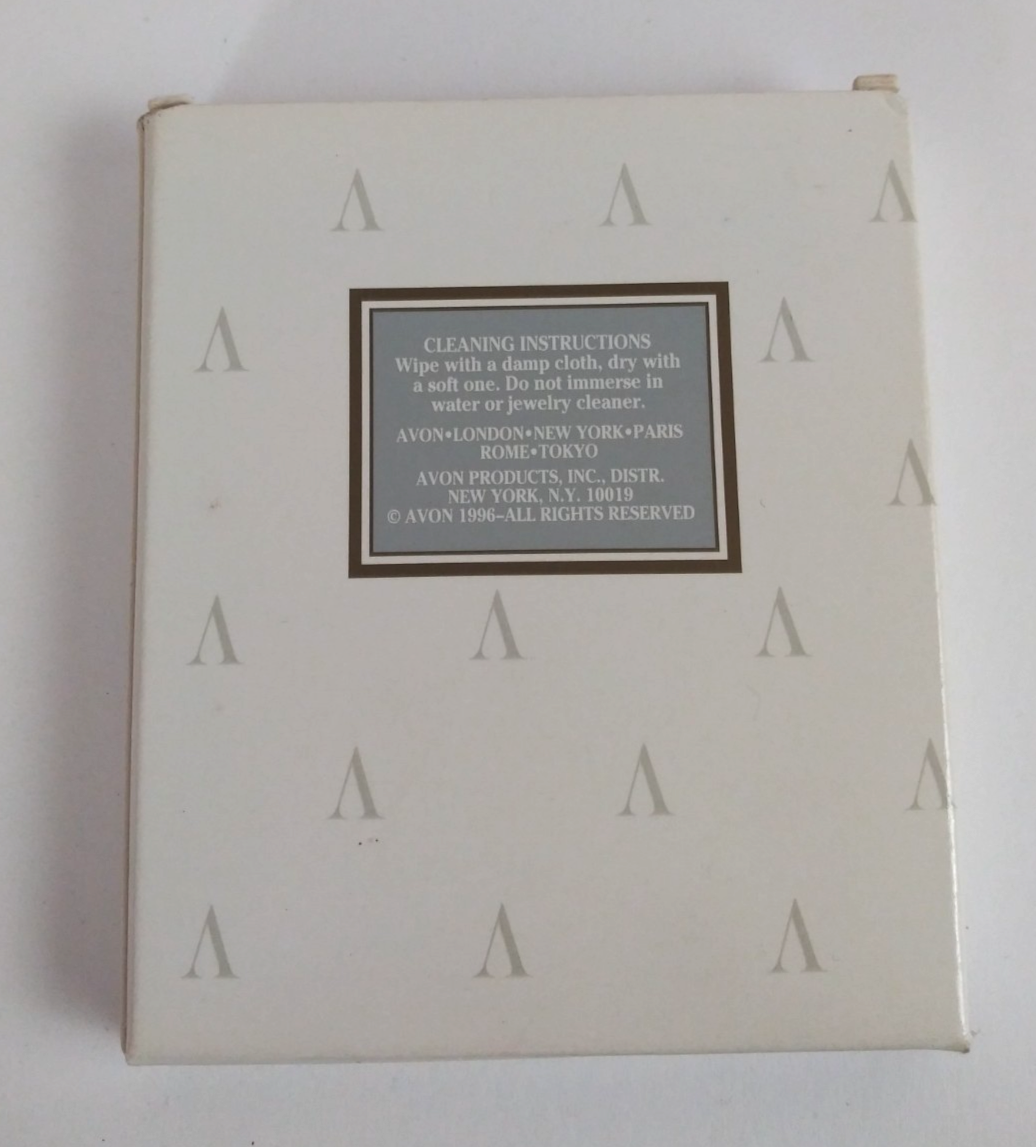 CLEANING INSTRUCTIONS
Wipe with a damp cloth, dry with
a soft one. Do not immerse in
water or jewelry cleaner.
AVON•LONDON•NEW YORK•PARIS
ROME•TOKYO
AVON PRODUCTS, INC., DISTR.
NEW YORK, N.Y. 10019
© AVON 1996–ALL RIGHTS RESERVED